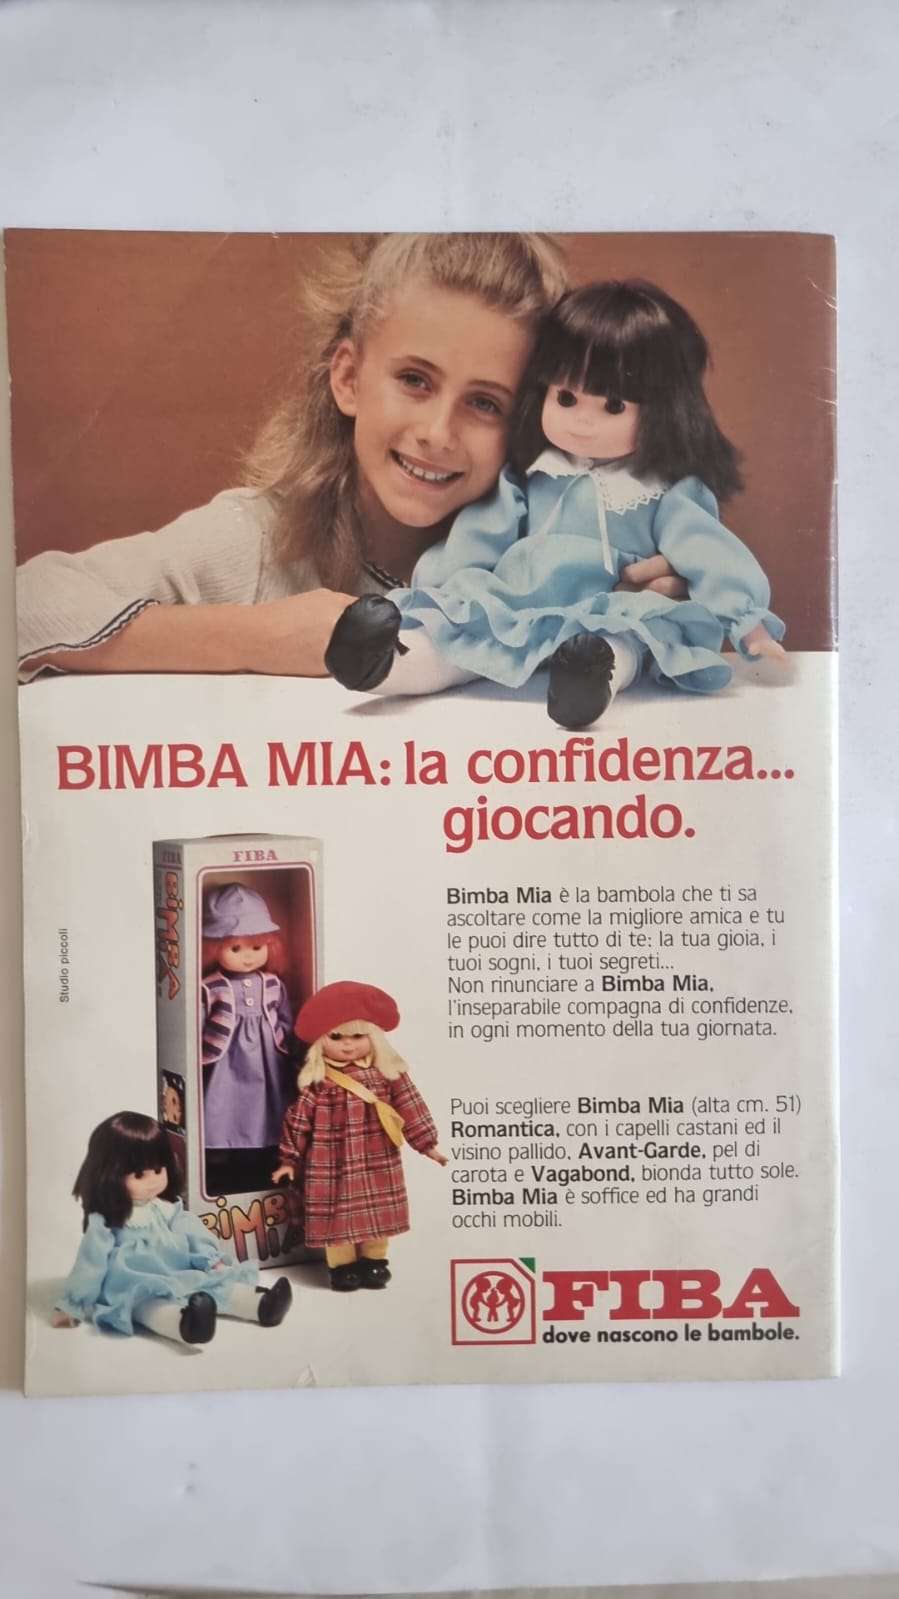 BIMBA MIA: la confidenza...
giocando.
FIBA
FIBA
BIMBA
BIMBA
MIA
Studio piccoli
Bimba Mia è la bambola che ti sa
ascoltare come la migliore amica e tu
le puoi dire tutto di te: la tua gioia, i
tuoi sogni, i tuoi segreti...
Non rinunciare a Bimba Mia,
l'inseparabile compagna di confidenze,
in ogni momento della tua giornata.
Puoi scegliere Bimba Mia (alta cm. 51)
Romantica, con i capelli castani ed il
visino pallido, Avant-Garde, pel di
carota e Vagabond, bionda tutto sole.
Bimba Mia è soffice ed ha grandi
occhi mobili.
FIBA
dove nascono le bambole.